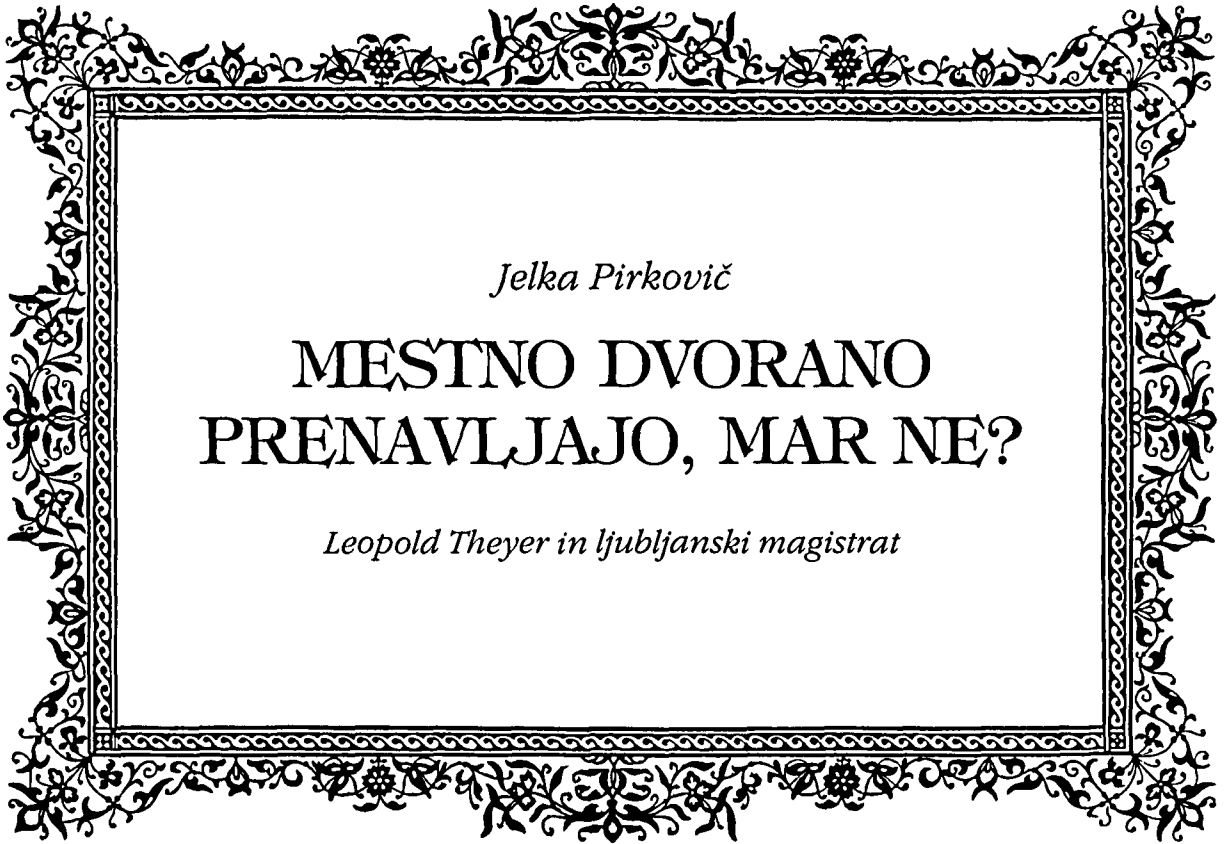 Jelka Pirkovič
MESTNO DVORANO
PRENAVLJAJO, MAR NE?
Leopold Theyer in ljubljanski magistrat